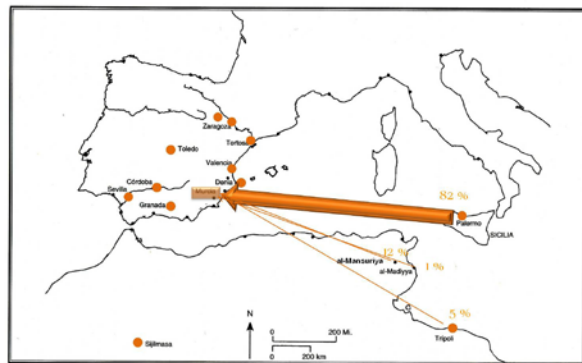 Zaragoza
Tortosa
Toledo
Valencia
Denia
Murcia
Córdoba
Sevilla
Granada
82 %
Palermo
SICILIA
12 %
al-Mansuriya
1 %
al-Madiyya
5 %
Tripoli
Sijilmasa
N
0 200 Mi.
0 200 km